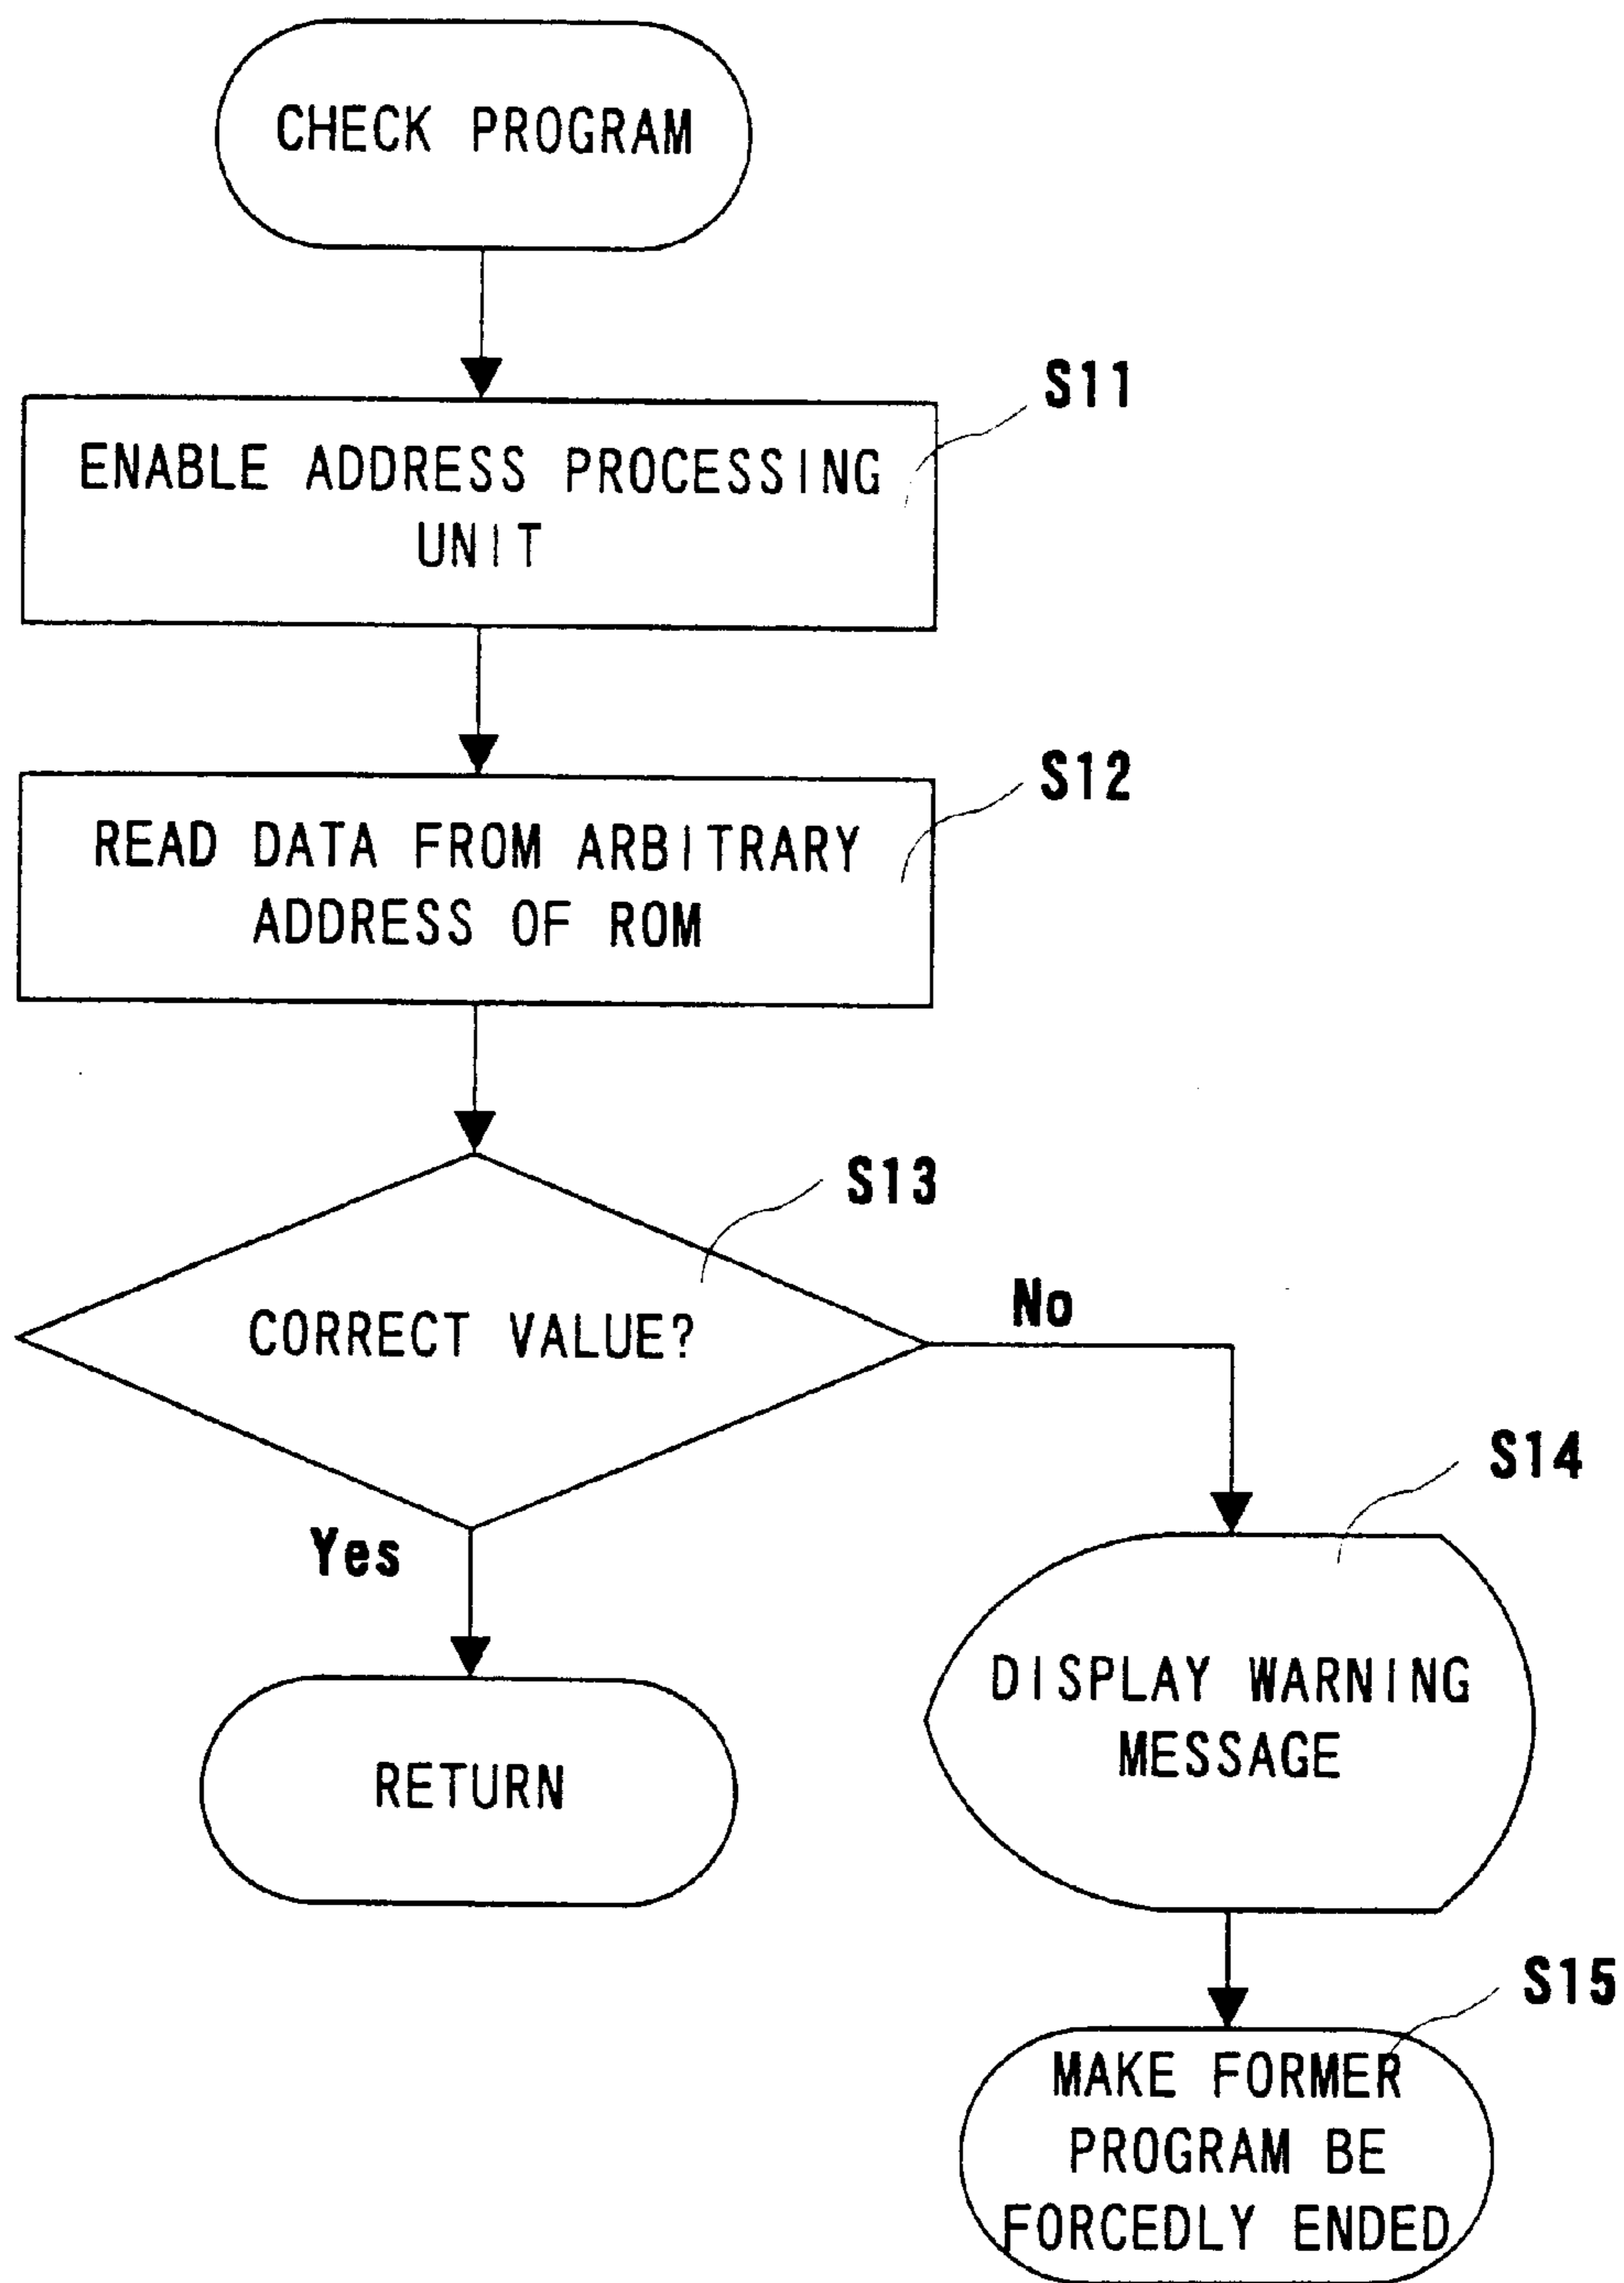 CHECK PROGRAM
S11
ENABLE ADDRESS PROCESSING
UNIT
S12
READ DATA FROM ARBITRARY
ADDRESS OF ROM
S13
CORRECT VALUE?
No
Yes
S14
DISPLAY WARNING
MESSAGE
RETURN
S15
MAKE FORMER
PROGRAM BE
FORCEDLY ENDED